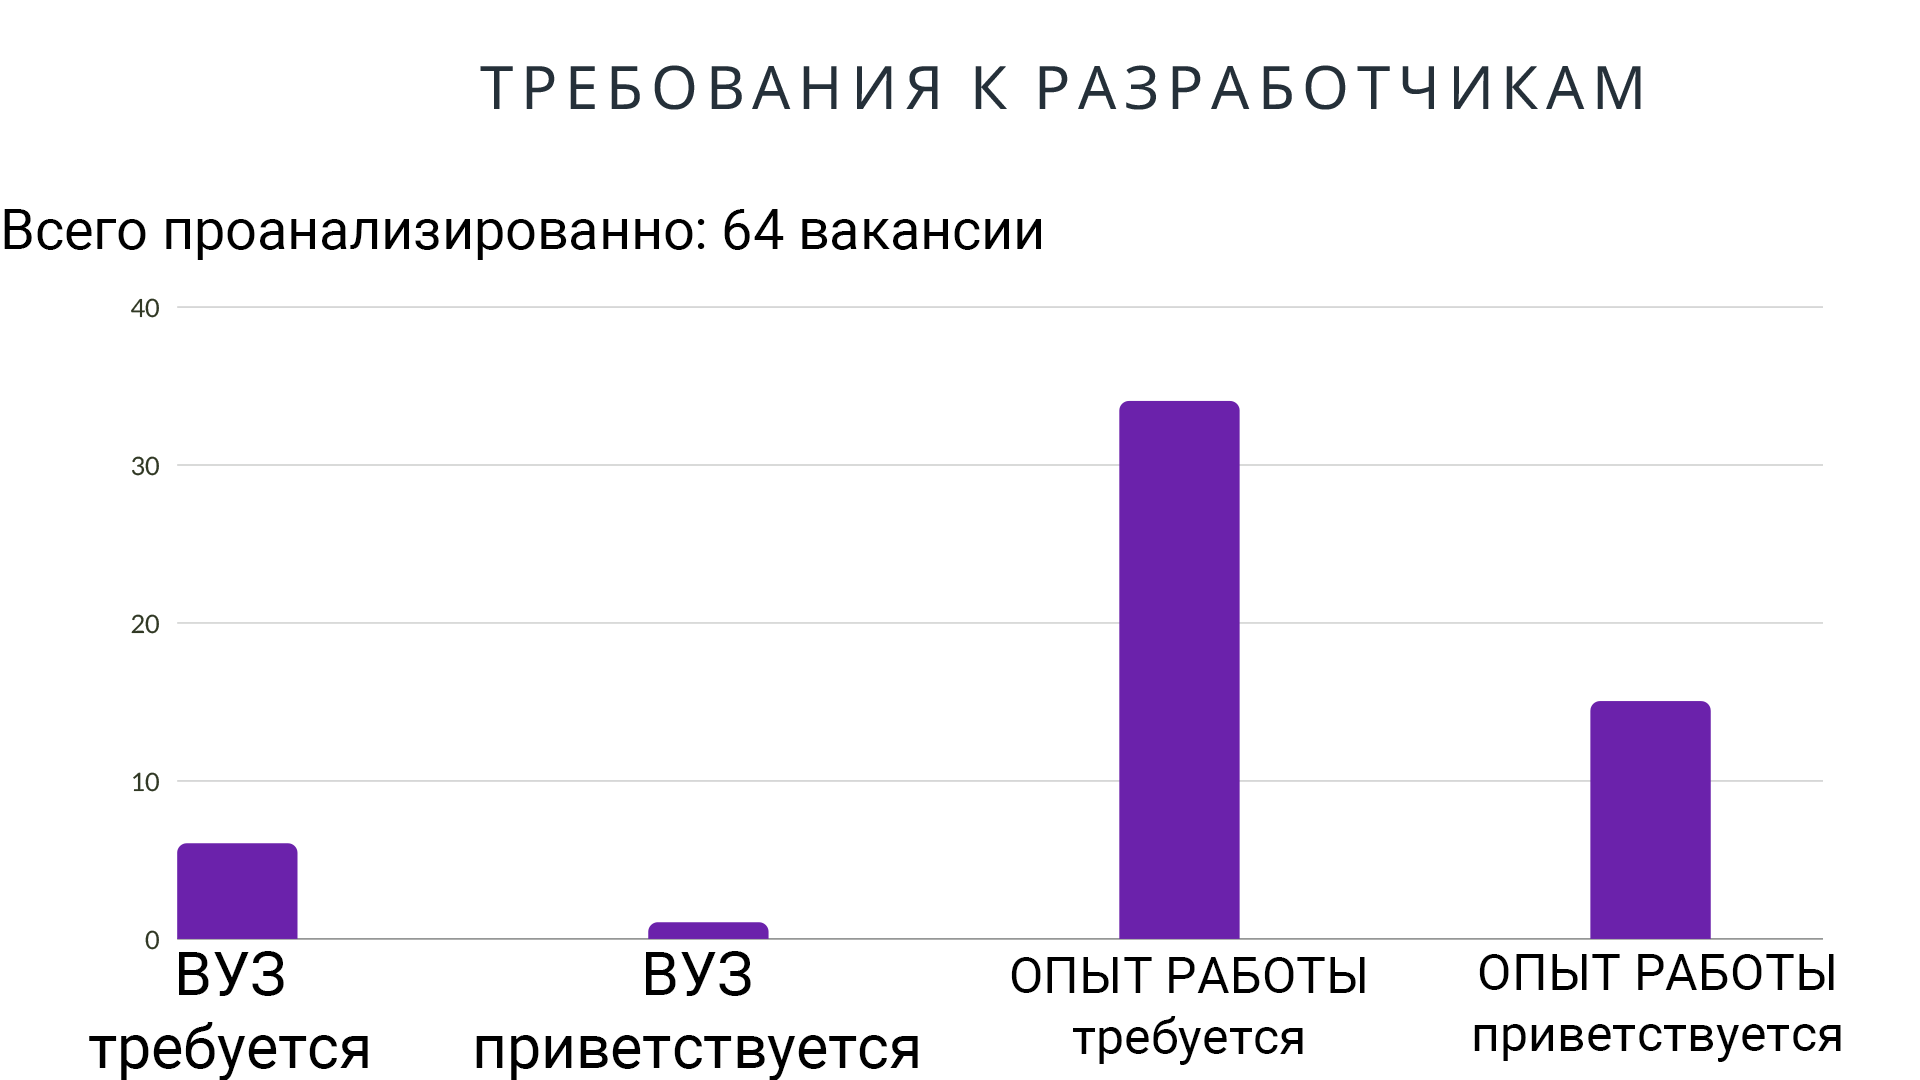 ТРЕБОВАНИЯ К РАЗРАБОТЧИКАМ
Всего проанализированно: 64 вакансии
40
30
20
10
0
ВУЗ
требуется
ВУЗ
приветствуется
ОПЫТ РАБОТЫ
требуется
ОПЫТ РАБОТЫ
приветствуется